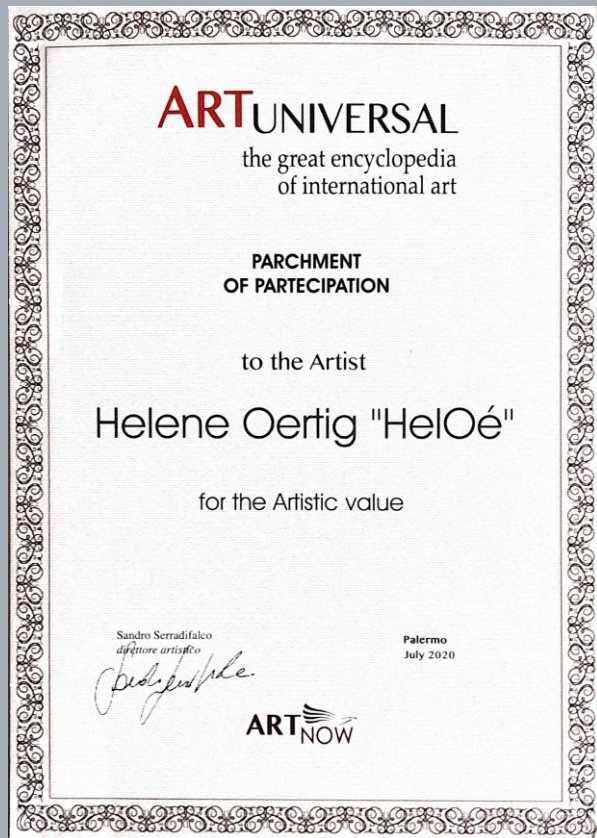 ARTUNIVERSAL
the great encyclopedia
of international art
PARCHMENT
OF PARTECIPATION
to the Artist
Helene Oertig "HelOé"
for the Artistic value
Sandro Serradifalco
direttore artistico
Palermo
July 2020
ARTNOW